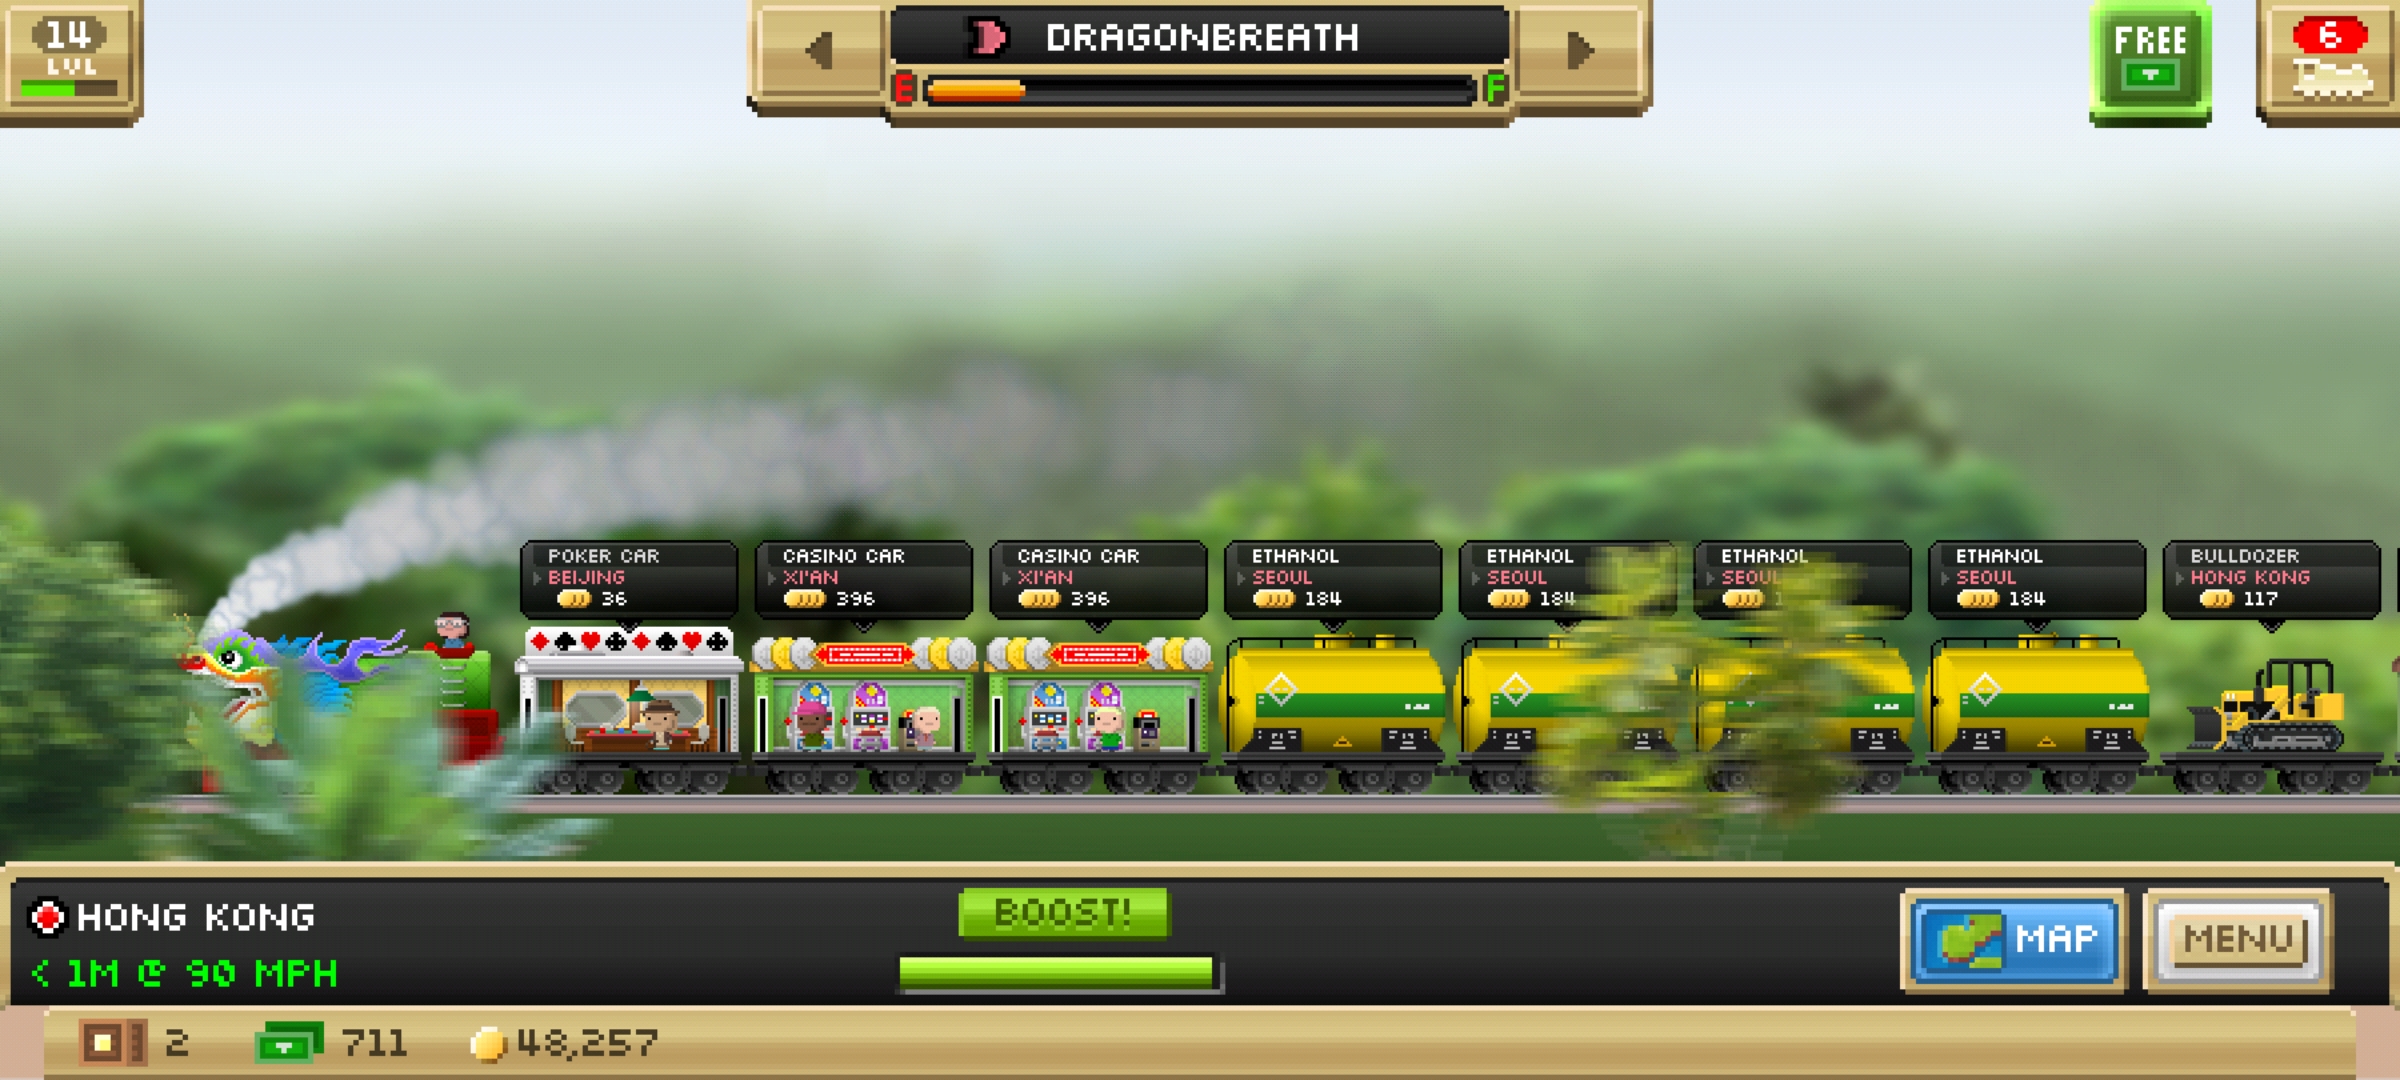 14
LVL
DRAGONBREATH
E
F
FREE
6
POKER CAR
BEIJING
36
CASINO CAR
XI'AN
396
CASINO CAR
XI'AN
396
ETHANOL
SEOUL
184
ETHANOL
SEOUL
184
ETHANOL
SEOUL
ETHANOL
SEOUL
184
BULLDOZER
HONG KONG
117
HONG KONG
< 1M @ 90 MPH
BOOST!
MAP
MENU
2
711
48,257